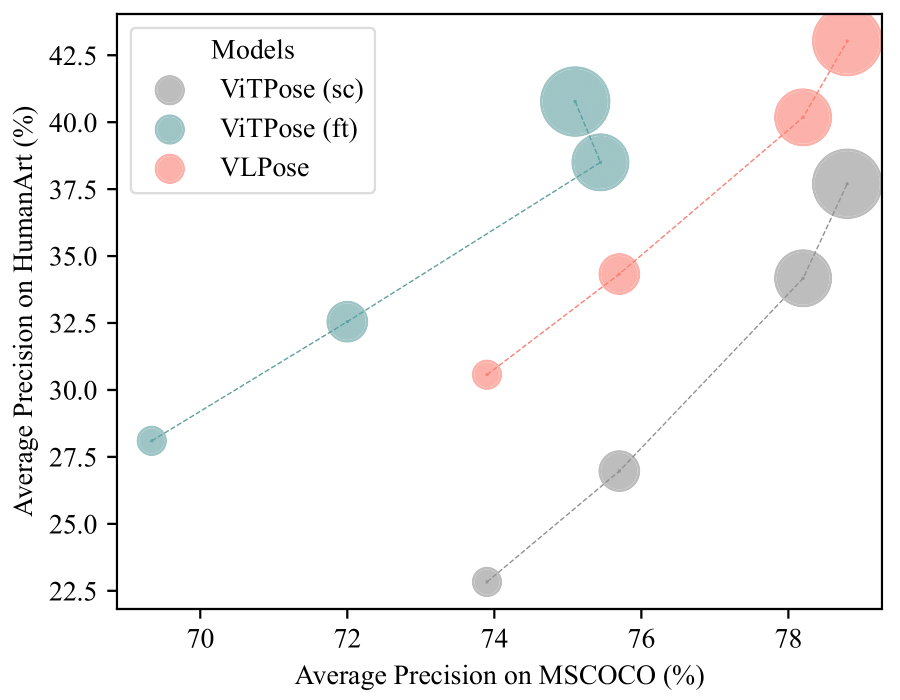 Models
ViTPose (sc)
ViTPose (ft)
VLPose
Average Precision on HumanArt (%)
42.5
40.0
37.5
35.0
32.5
30.0
27.5
25.0
22.5
70 72 74 76 78
Average Precision on MSCOCO (%)